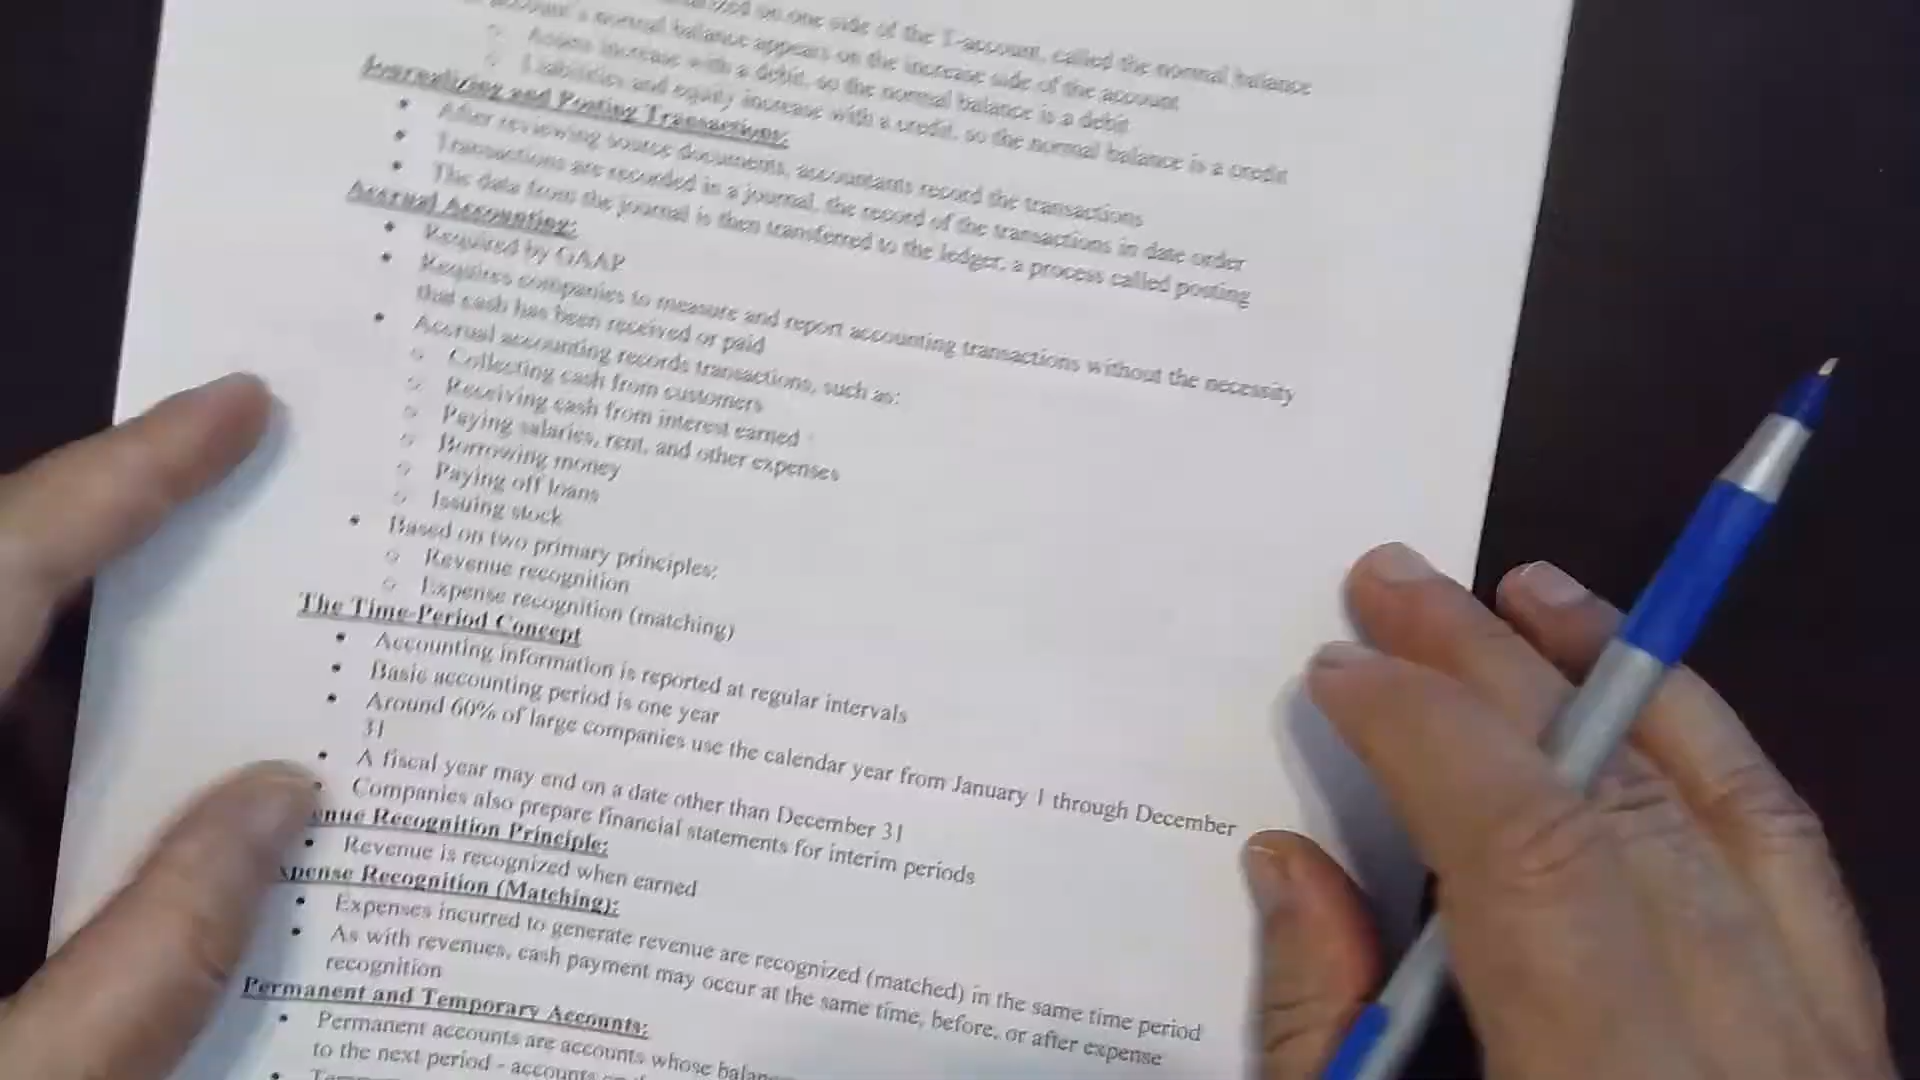 on one side of the T-account, called the normal balance
account's normal balance appears on the increase side of the account
Assets increase with a debit, so the normal balance is a debit
Liabilities and equity increase with a credit, so the normal balance is a credit
Journalizing and Posting Transactions:
After reviewing source documents, accountants record the transactions
Transactions are recorded in a journal, the record of the transactions in date order
The data from the journal is then transferred to the ledger, a process called posting
Accrual Accounting:
Required by GAAP
Requires companies to measure and report accounting transactions without the necessity
that cash has been received or paid
Accrual accounting records transactions, such as:
Collecting cash from customers
Receiving cash from interest earned
Paying salaries, rent, and other expenses
Borrowing money
Paying off loans
Issuing stock
Based on two primary principles:
Revenue recognition
Expense recognition (matching)
The Time-Period Concept
Accounting information is reported at regular intervals
Basic accounting period is one year
Around 60% of large companies use the calendar year from January 1 through December
31
A fiscal year may end on a date other than December 31
Companies also prepare financial statements for interim periods
enue Recognition Principle:
Revenue is recognized when earned
xpense Recognition (Matching):
Expenses incurred to generate revenue are recognized (matched) in the same time period
As with revenues, cash payment may occur at the same time, before, or after expense
recognition
Permanent and Temporary Accounts:
Permanent accounts are accounts whose
to the next period - accounts